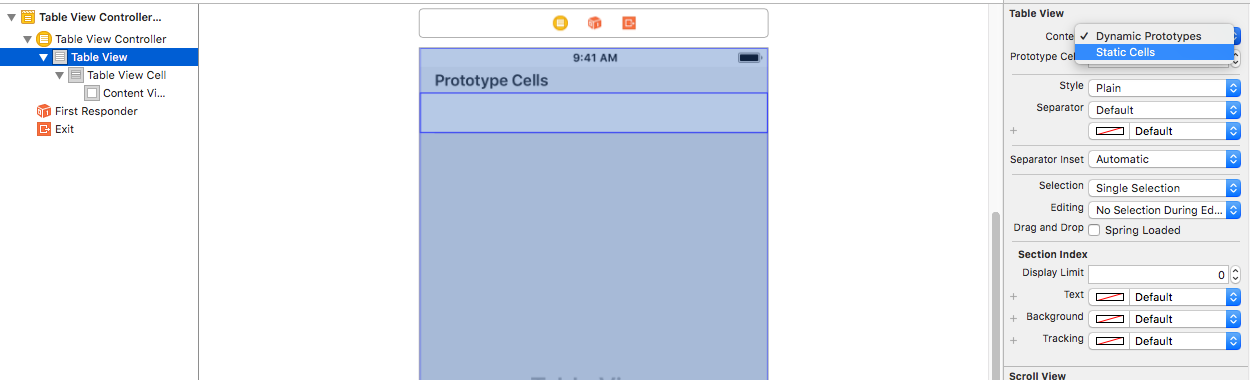 Table View Controller...
Table View Controller
Table View
Table View Cell
Content Vi...
First Responder
Exit
9:41 AM
Prototype Cells
Table View
Conte
✓ Dynamic Prototypes
Static Cells
Prototype Cel
Style Plain
Separator Default
+ Default
Separator Inset Automatic
Selection Single Selection
Editing No Selection During Ed...
Drag and Drop Spring Loaded
Section Index
Display Limit 0
+ Text Default
+ Background Default
+ Tracking Default
Scroll View